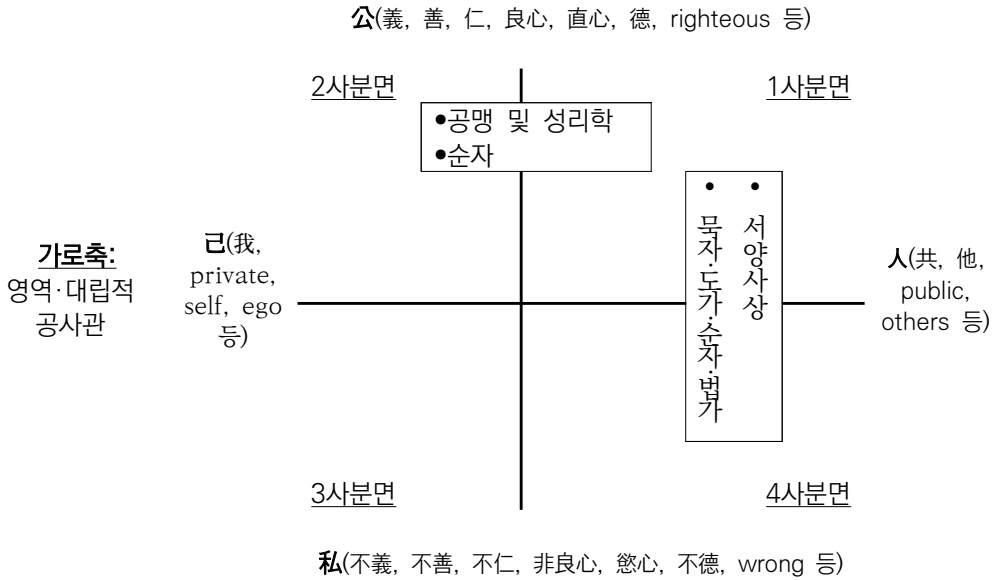 公(義, 善, 仁, 良心, 直心, 德, righteous 등)
2사분면
1사분면
•공맹 및 성리학
•순자
가로축:
영역·대립적
공사관
己(我,
private,
self, ego
등)
• 서양사상
• 묵자·도가·순자·법가
人(共, 他,
public,
others 등)
3사분면
4사분면
私(不義, 不善, 不仁, 非良心, 慾心, 不德, wrong 등)